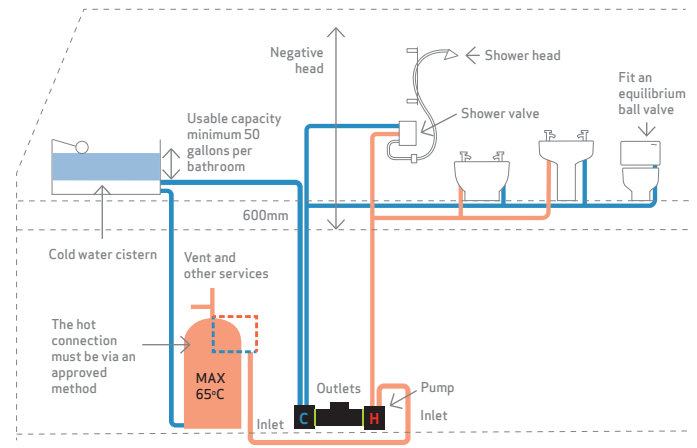 Negative
head
Shower head
Fit an
equilibrium
ball valve
Usable capacity
minimum 50
gallons per
bathroom
Shower valve
600mm
Cold water cistern
Vent and
other services
The hot
connection
must be via an
approved
method
MAX
65ºC
Outlets
Pump
Inlet
C
H
Inlet